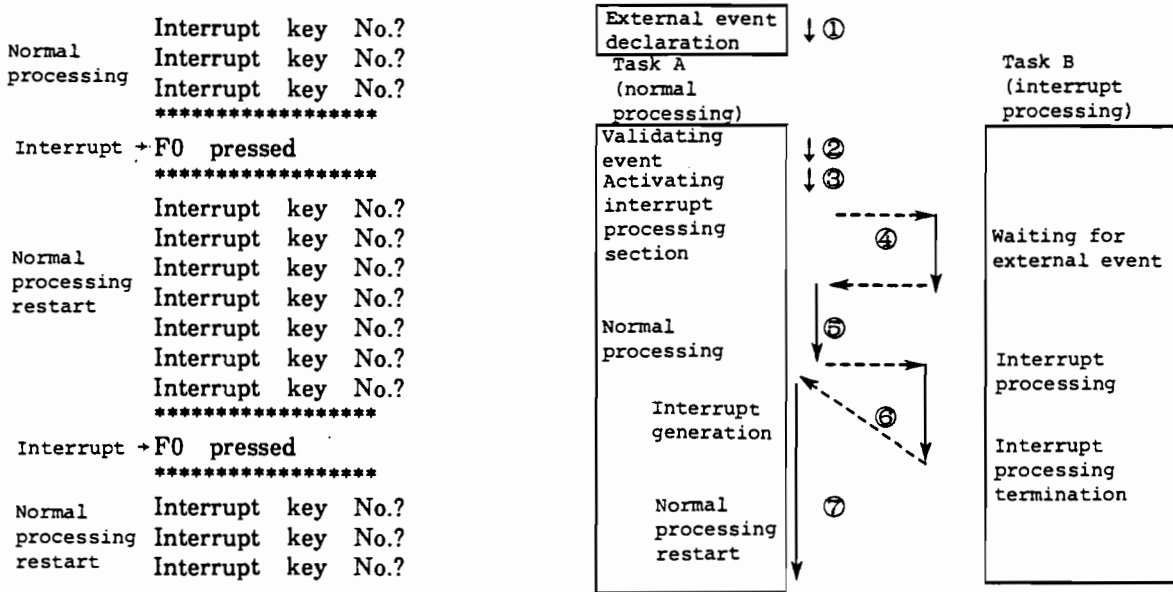 Normal
processing
Interrupt key No.?
Interrupt key No.?
Interrupt key No.?
******************
Interrupt → F0 pressed
******************
Normal
processing
restart
Interrupt key No.?
Interrupt key No.?
Interrupt key No.?
Interrupt key No.?
Interrupt key No.?
Interrupt key No.?
Interrupt key No.?
******************
Interrupt → F0 pressed
******************
Normal
processing
restart
Interrupt key No.?
Interrupt key No.?
Interrupt key No.?
External event
declaration
↓ ①
Task A
(normal
processing)
Validating
event
↓ ②
Activating
interrupt
processing
section
↓ ③
④
Normal
processing
⑤
Interrupt
generation
⑥
Normal
processing
restart
⑦
Task B
(interrupt
processing)
Waiting for
external event
Interrupt
processing
Interrupt
processing
termination